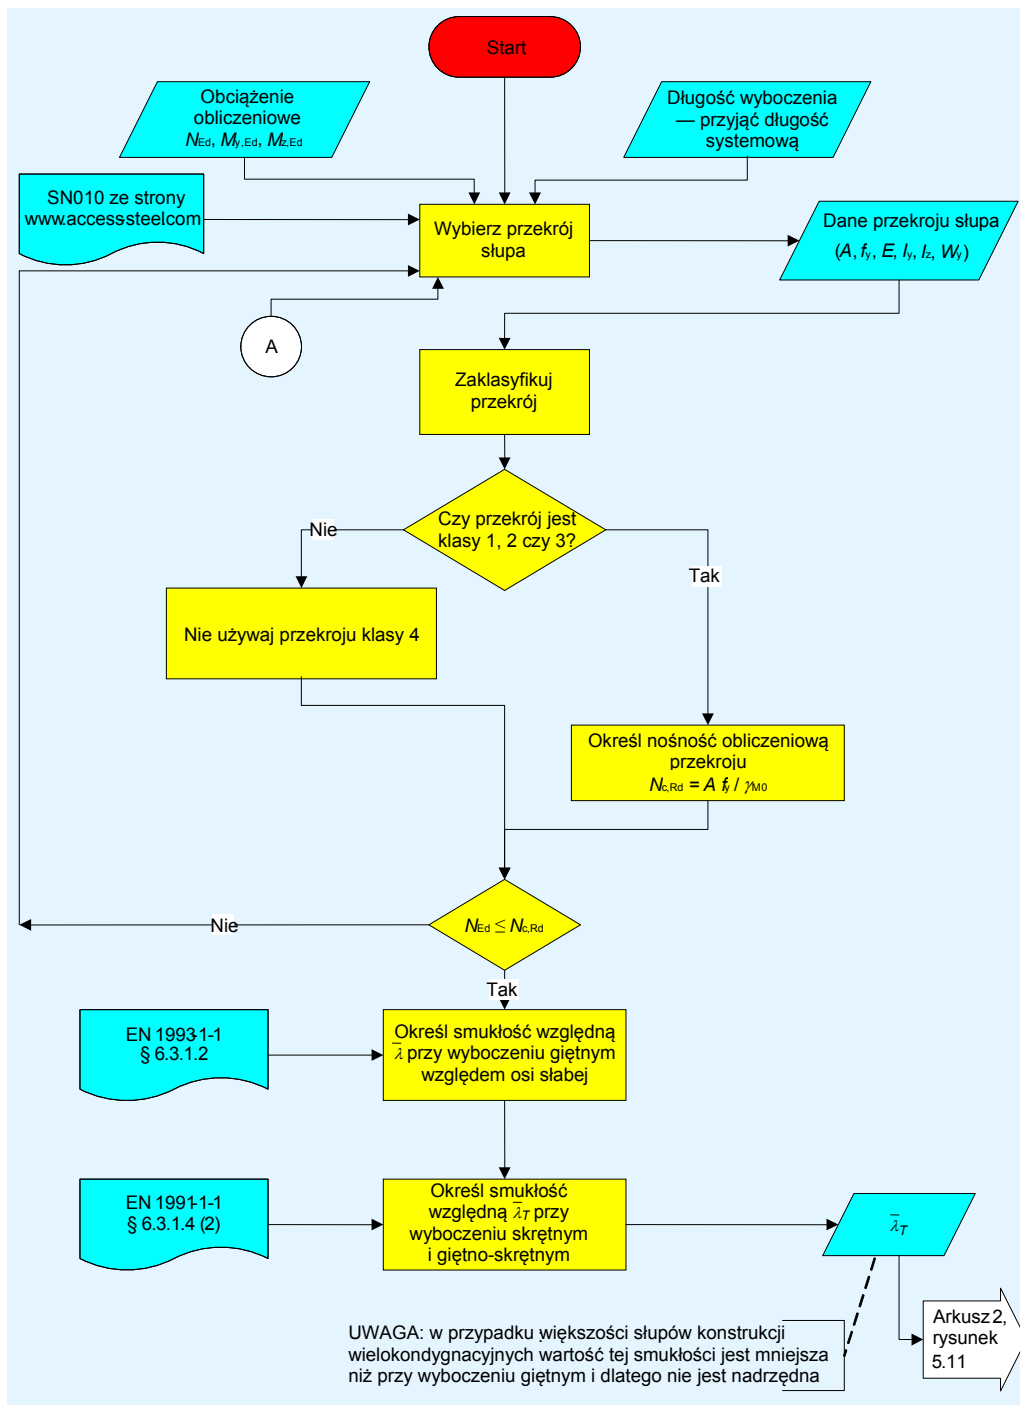 Start
Obciążenie
obliczeniowe
NEd, My,Ed, Mz,Ed
Długość wyboczenia
— przyjąć długość
systemową
SN010 ze strony
www.access-steel.com
Wybierz przekrój
słupa
Dane przekroju słupa
(A, fy, E, Iy, Iz, Wy)
A
Zaklasyfikuj
przekrój
Czy przekrój jest
klasy 1, 2 czy 3?
Nie
Tak
Nie używaj przekroju klasy 4
Określ nośność obliczeniową
przekroju
Nc,Rd = A fy / γM0
NEd ≤ Nc,Rd
Nie
Tak
EN 1993-1-1
§ 6.3.1.2
Określ smukłość względną
λ̅ przy wyboczeniu giętnym
względem osi słabej
EN 1991-1-1
§ 6.3.1.4 (2)
Określ smukłość
względną λ̅T przy
wyboczeniu skrętnym
i giętno-skrętnym
λ̅T
Arkusz 2,
rysunek
5.11
UWAGA: w przypadku większości słupów konstrukcji
wielokondygnacyjnych wartość tej smukłości jest mniejsza
niż przy wyboczeniu giętnym i dlatego nie jest nadrzędna